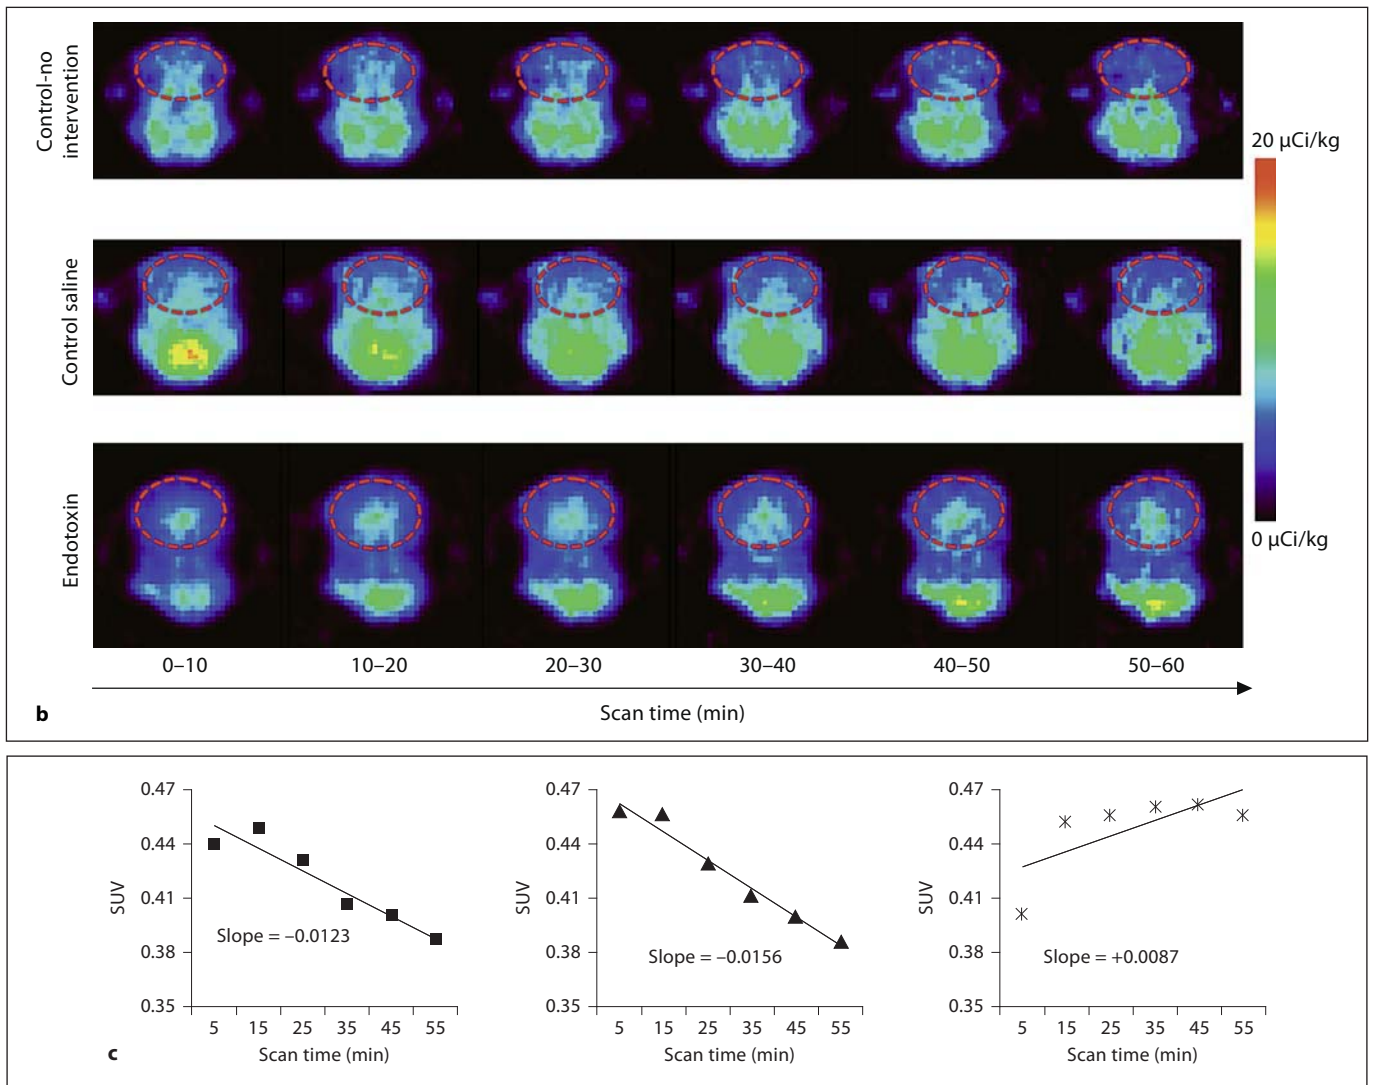 Control-no
intervention
Control saline
Endotoxin
20 µCi/kg
0 µCi/kg
0–10 10–20 20–30 30–40 40–50 50–60
Scan time (min)
b
0.47
0.44
0.41
0.38
0.35
SUV
Slope = –0.0123
5 15 25 35 45 55
Scan time (min)
0.47
0.44
0.41
0.38
0.35
SUV
Slope = –0.0156
5 15 25 35 45 55
Scan time (min)
0.47
0.44
0.41
0.38
0.35
SUV
Slope = +0.0087
5 15 25 35 45 55
Scan time (min)
c